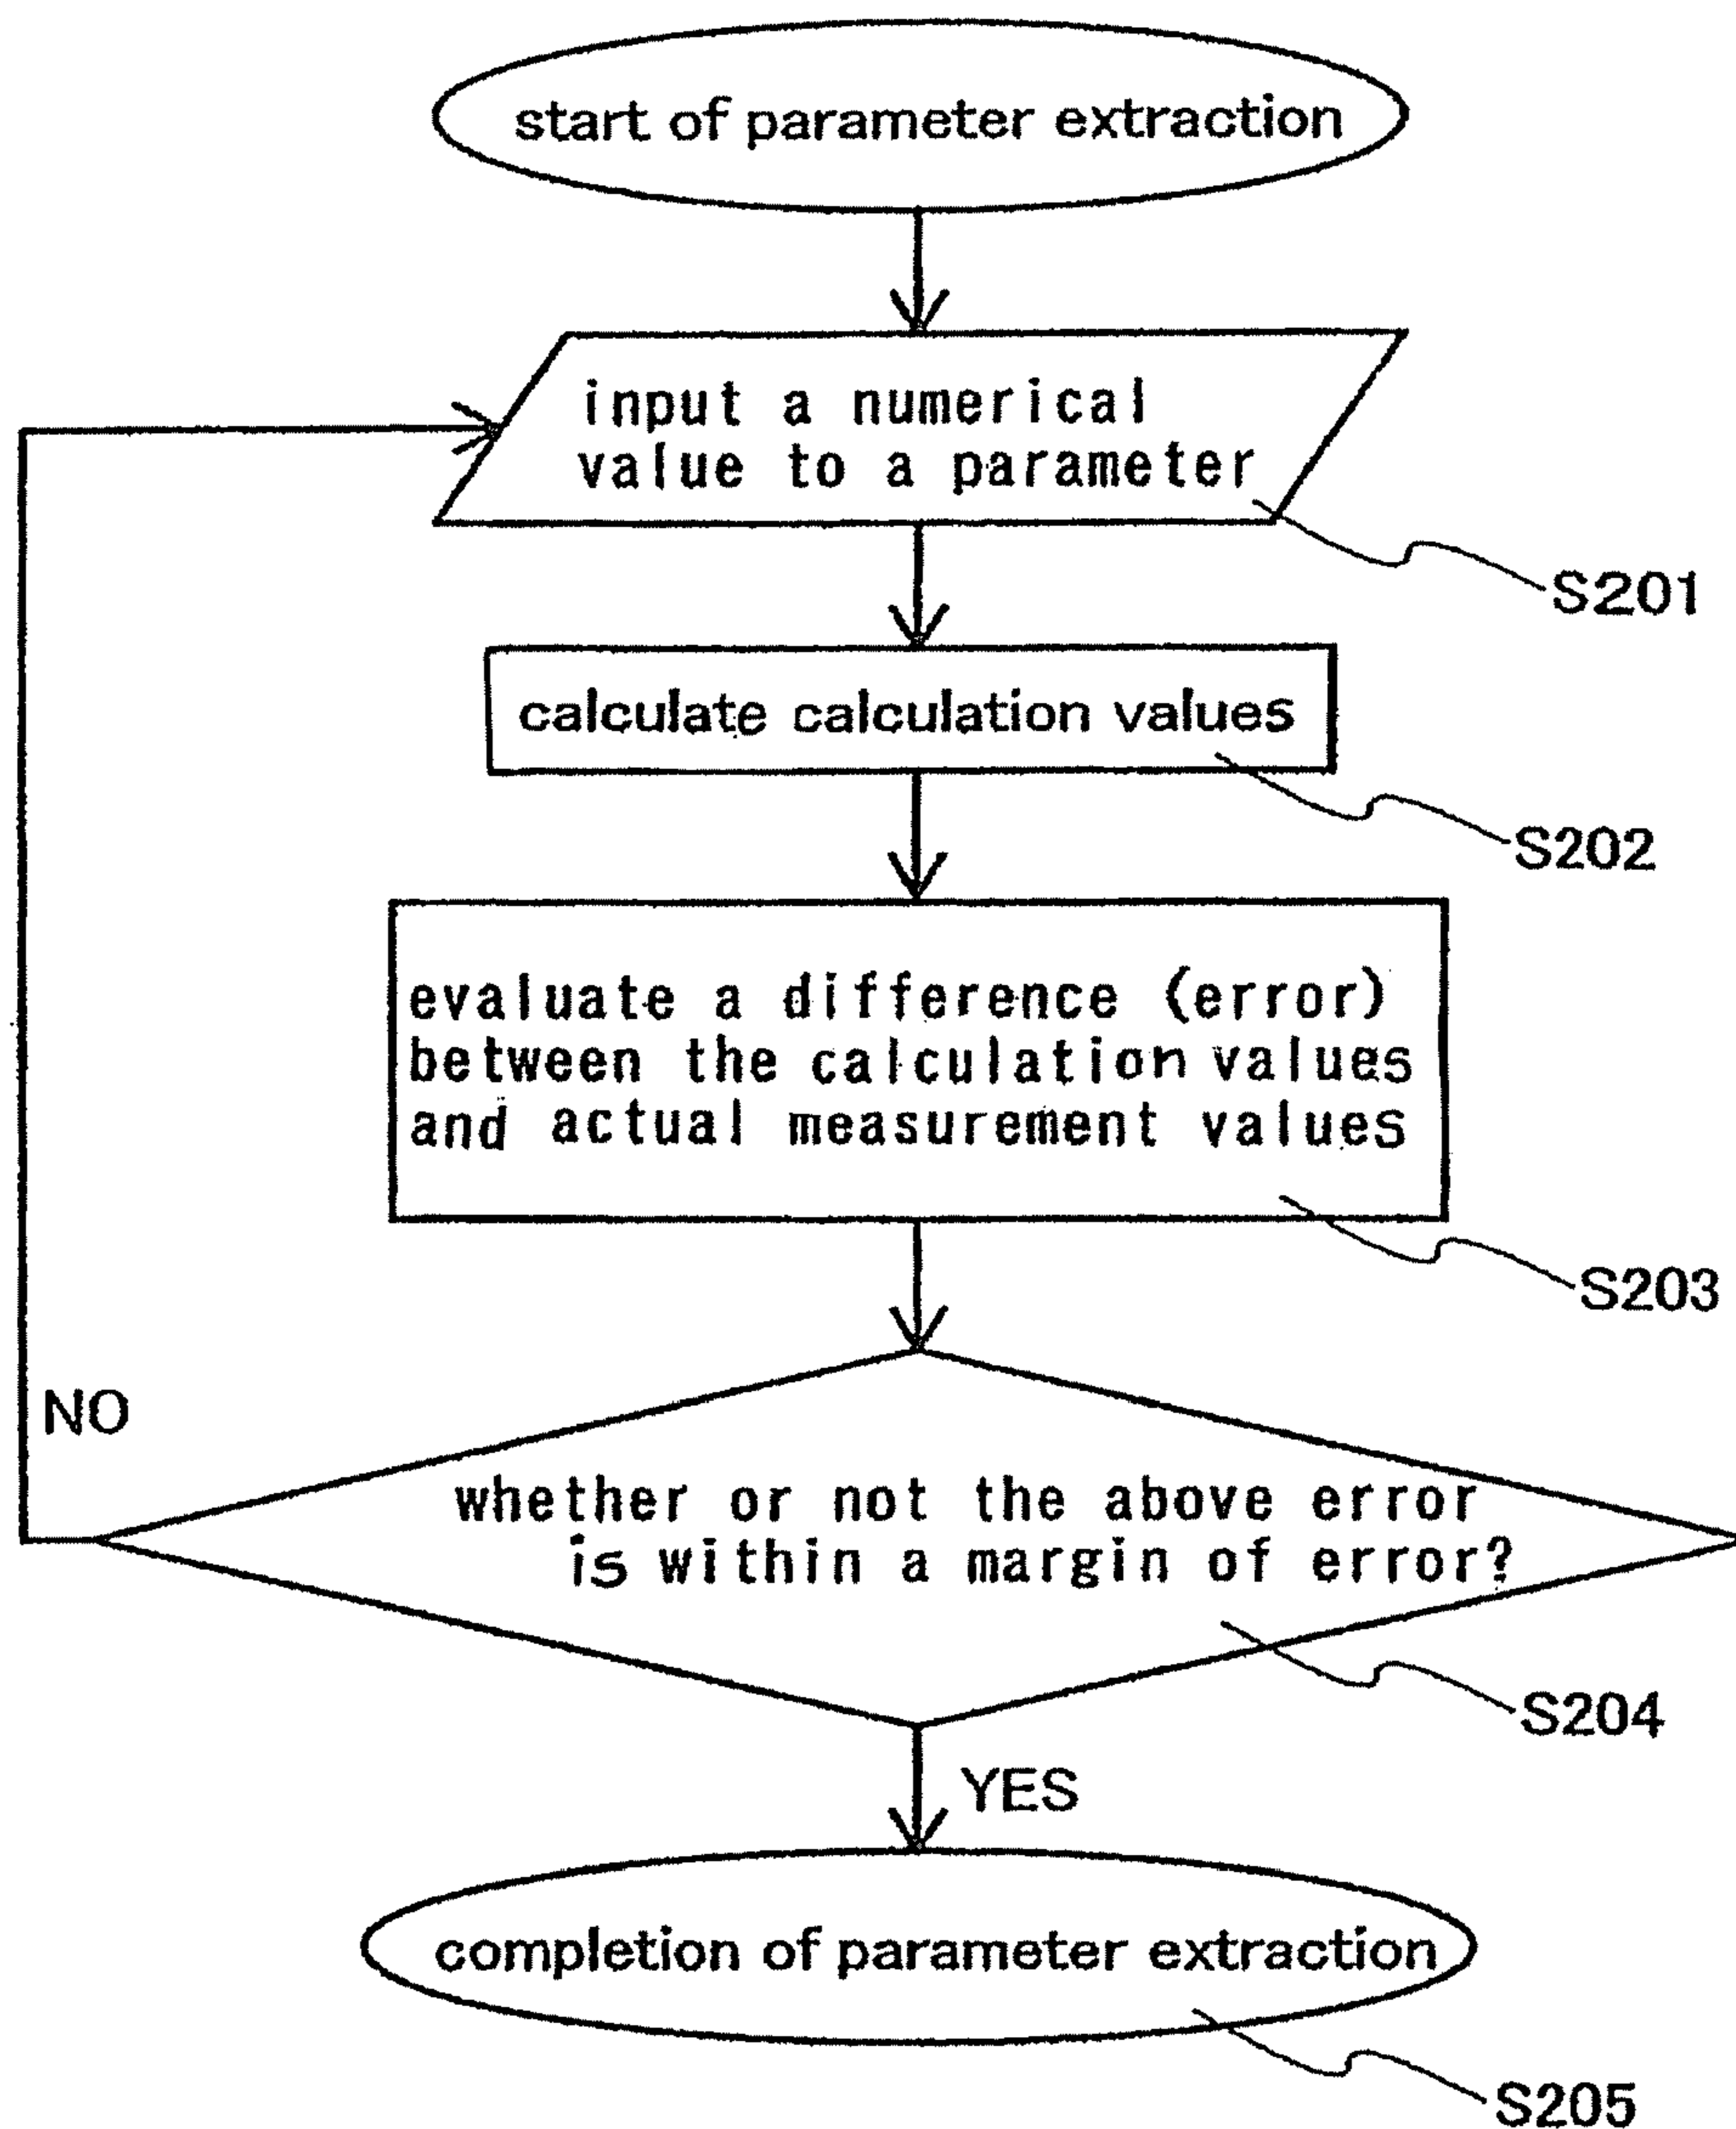 start of parameter extraction
input a numerical
value to a parameter
S201
calculate calculation values
S202
evaluate a difference (error)
between the calculation values
and actual measurement values
S203
NO
whether or not the above error
is within a margin of error?
S204
YES
completion of parameter extraction
S205